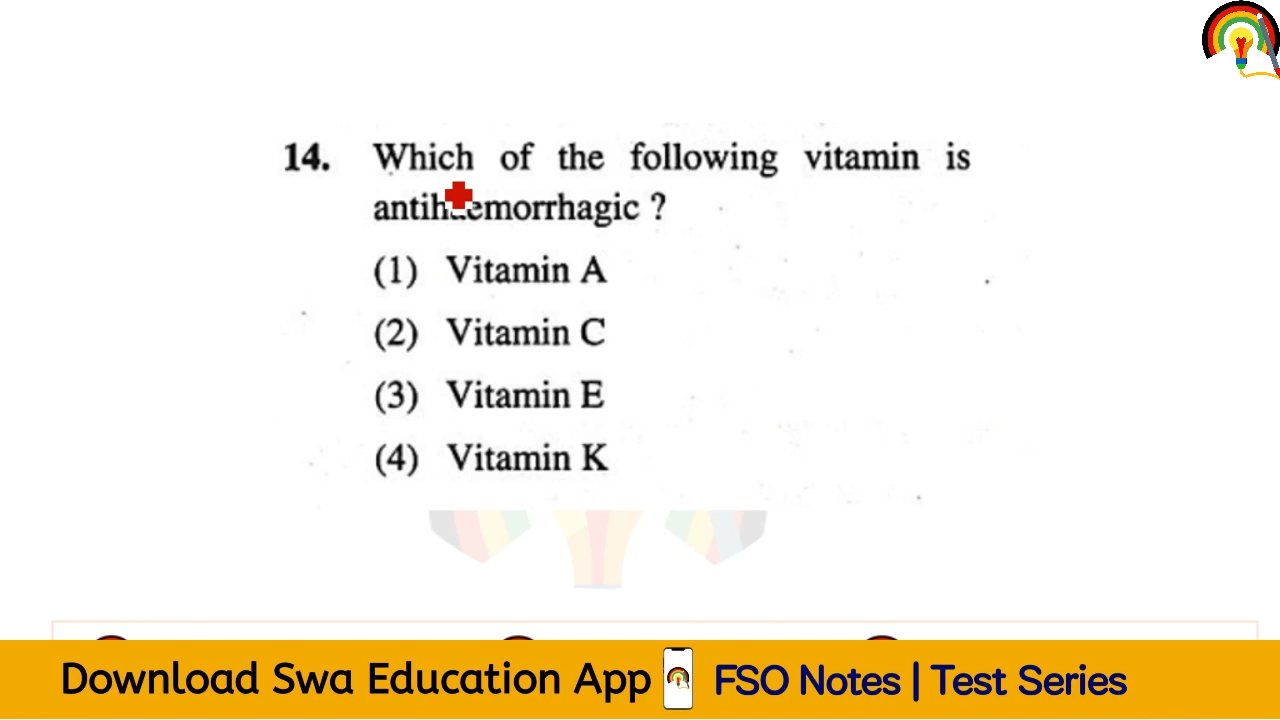 14. Which of the following vitamin is
antihaemorrhagic ?
(1) Vitamin A
(2) Vitamin C
(3) Vitamin E
(4) Vitamin K
Download Swa Education App FSO Notes | Test Series